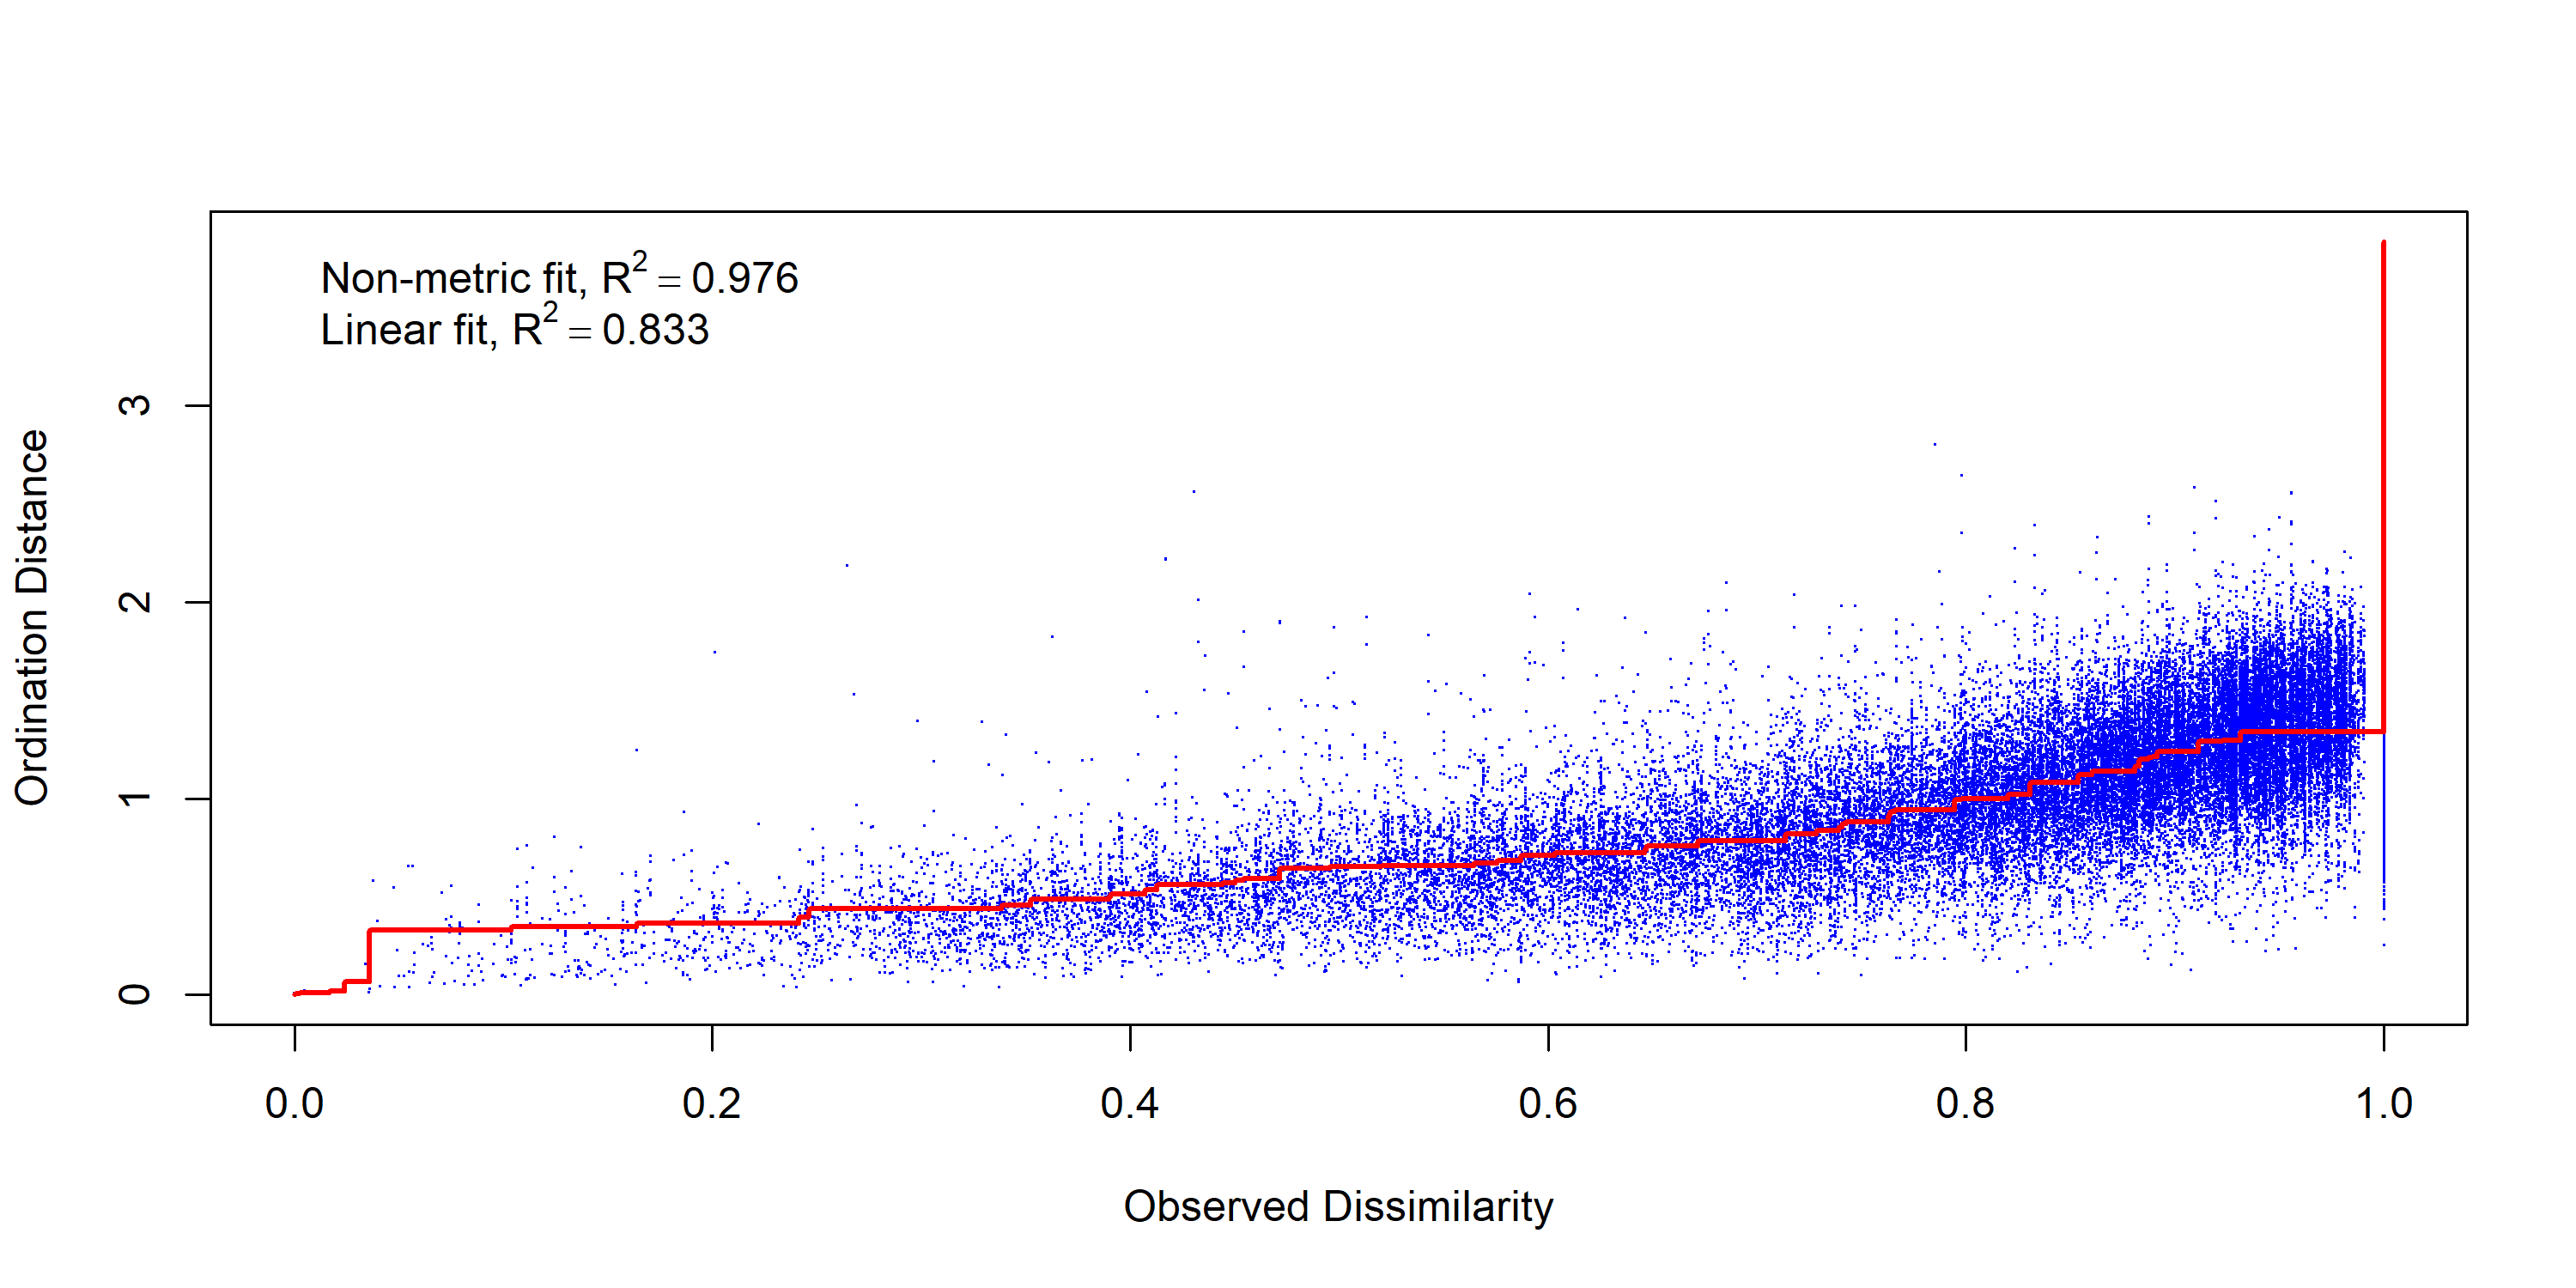 Non-metric fit, R² = 0.976
Linear fit, R² = 0.833
Ordination Distance
3
2
1
0
0.0 0.2 0.4 0.6 0.8 1.0
Observed Dissimilarity